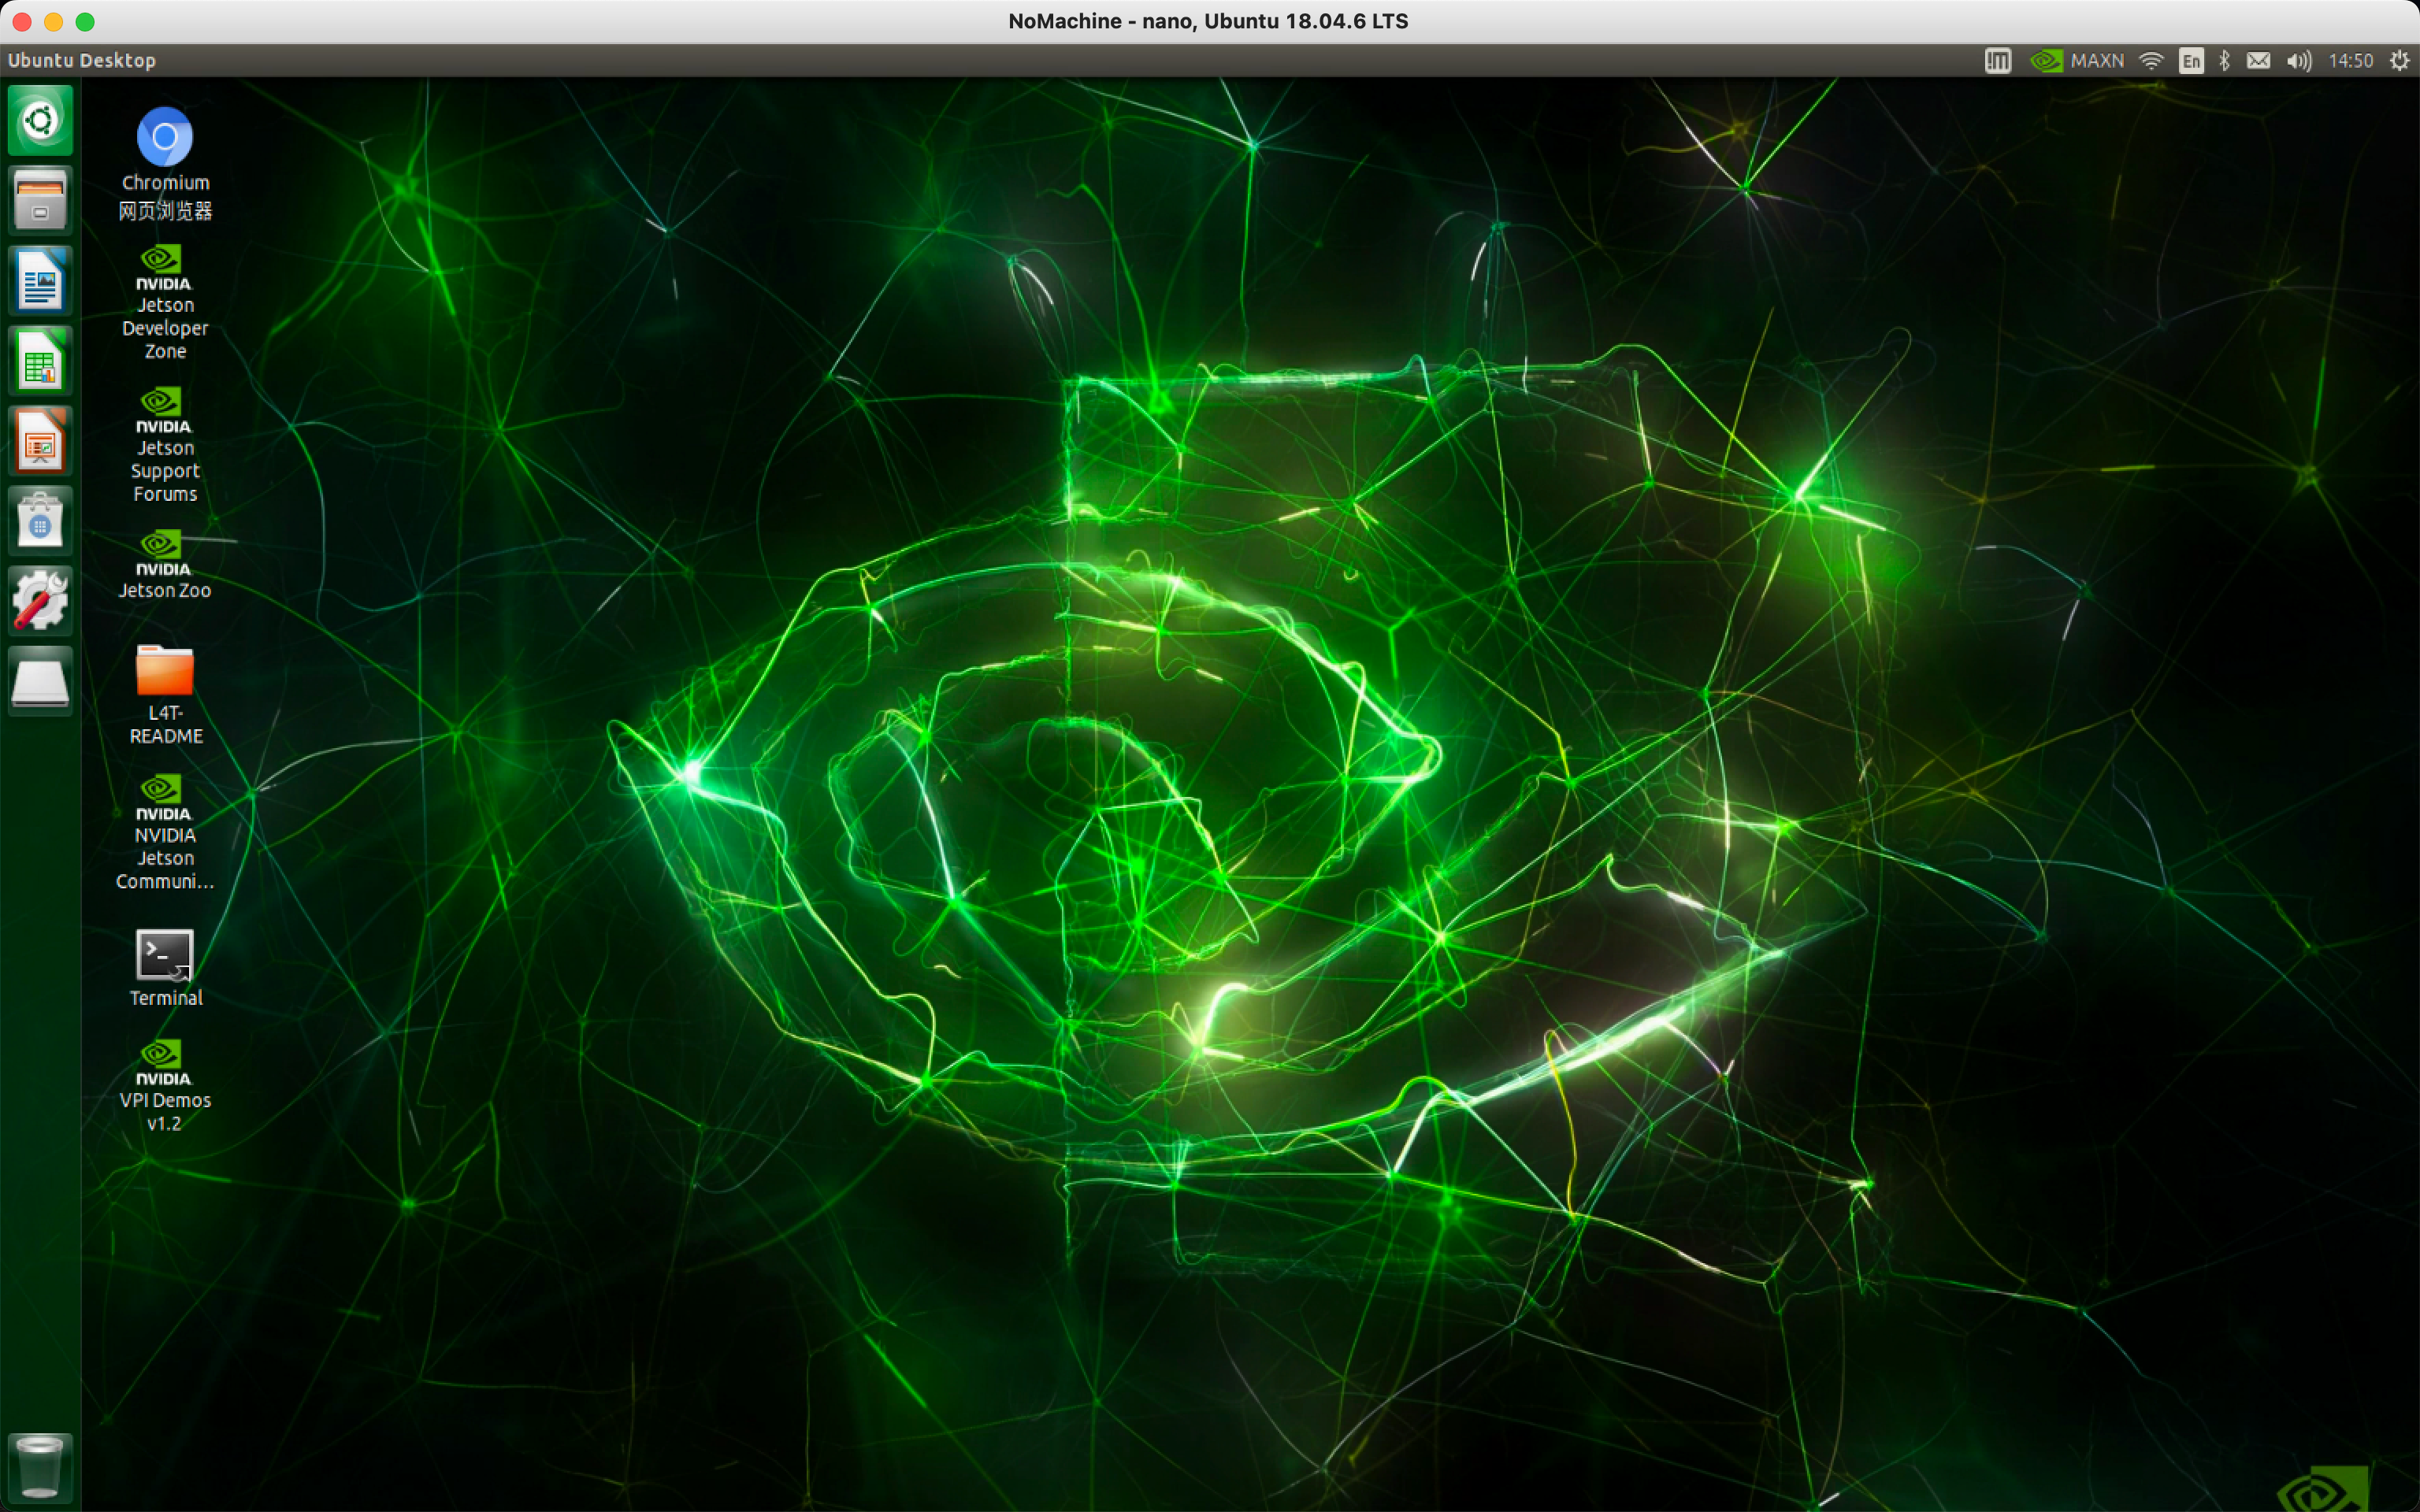 NoMachine - nano, Ubuntu 18.04.6 LTS
Ubuntu Desktop
!M
MAXN
En
14:50
Chromium
网页浏览器
NVIDIA
Jetson
Developer
Zone
NVIDIA
Jetson
Support
Forums
NVIDIA
Jetson Zoo
L4T-
README
NVIDIA
NVIDIA
Jetson
Communi...
>_
Terminal
NVIDIA
VPI Demos
v1.2